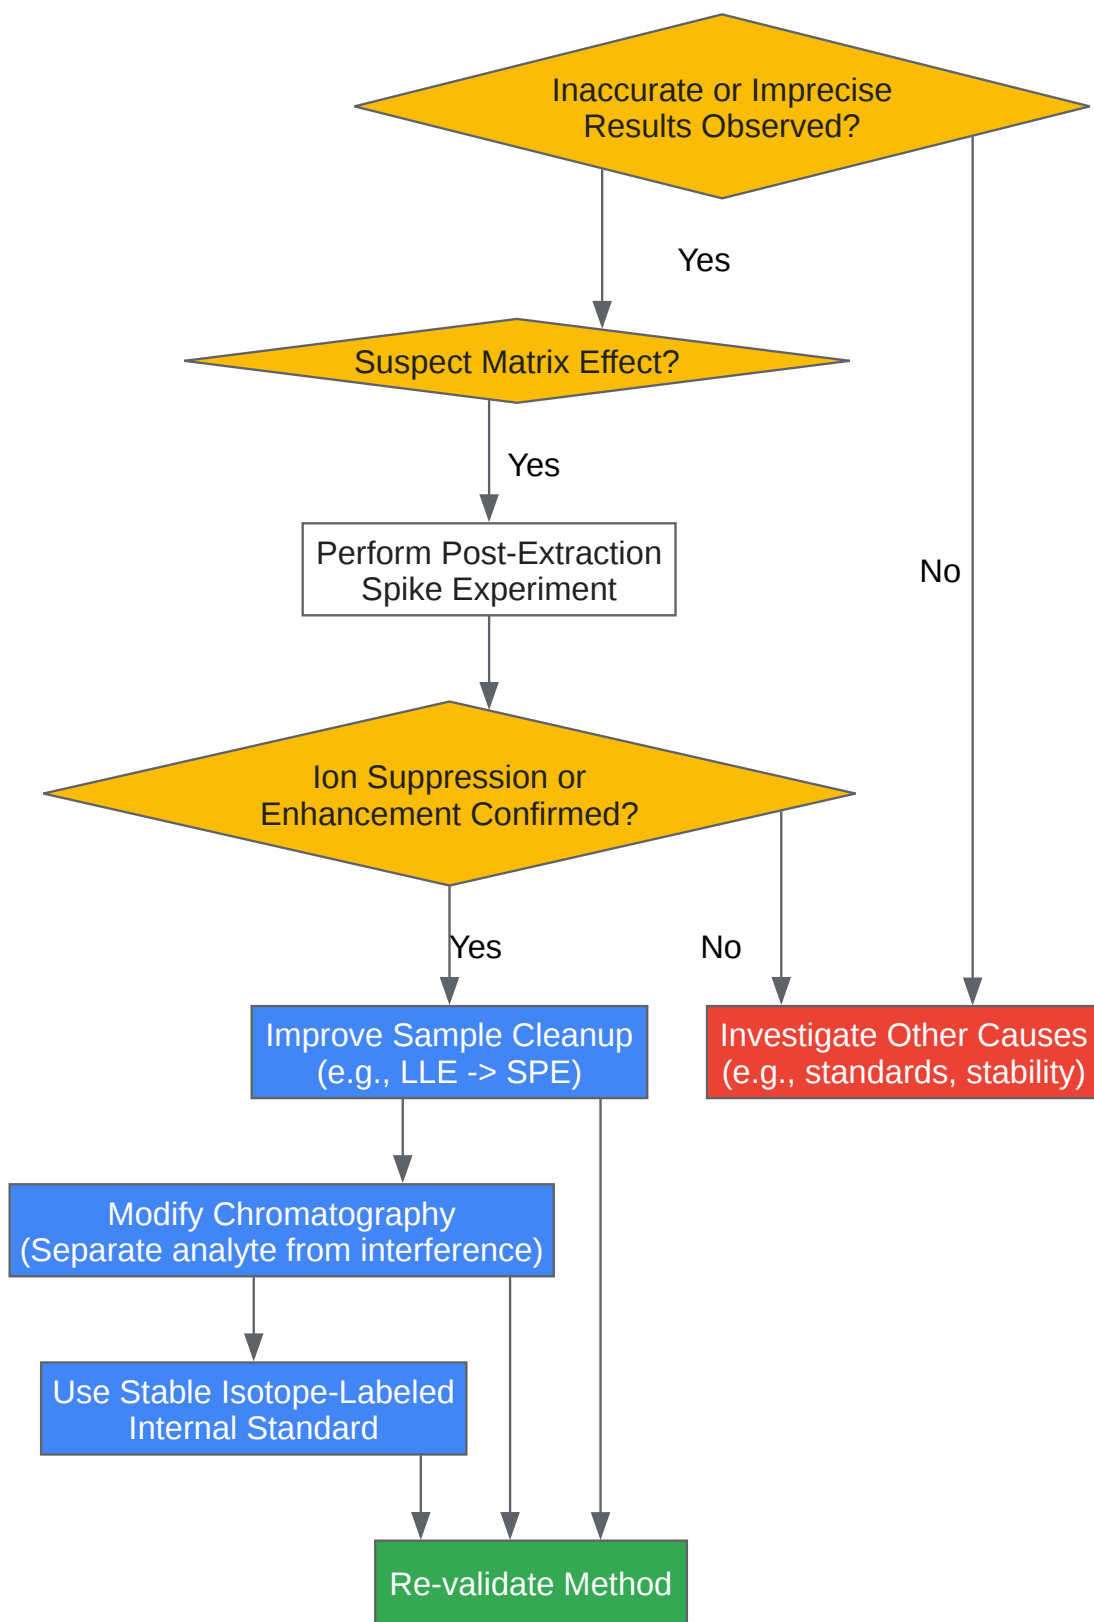 Inaccurate or Imprecise
Results Observed?
Yes
Suspect Matrix Effect?
Yes
Perform Post-Extraction
Spike Experiment
No
Ion Suppression or
Enhancement Confirmed?
Yes
No
Improve Sample Cleanup
(e.g., LLE -> SPE)
Investigate Other Causes
(e.g., standards, stability)
Modify Chromatography
(Separate analyte from interference)
Use Stable Isotope-Labeled
Internal Standard
Re-validate Method